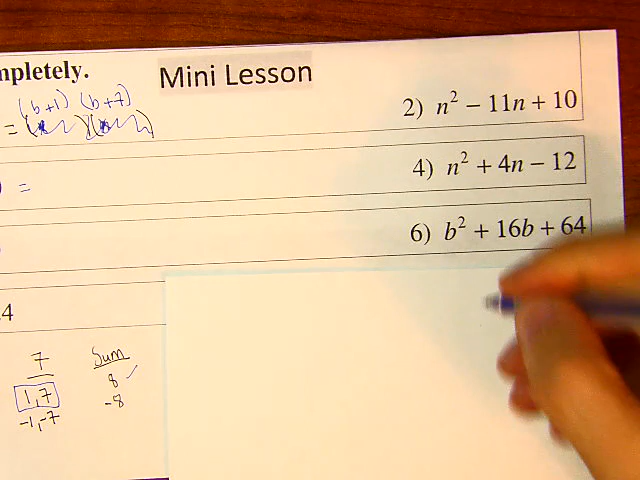 mpletely.
Mini Lesson
(b+1) (b+7)
= ( )( )
2) n² − 11n + 10
) =
4) n² + 4n − 12
6) b² + 16b + 64
.4
7 Sum
1,7 8 ✓
-1,-7 -8